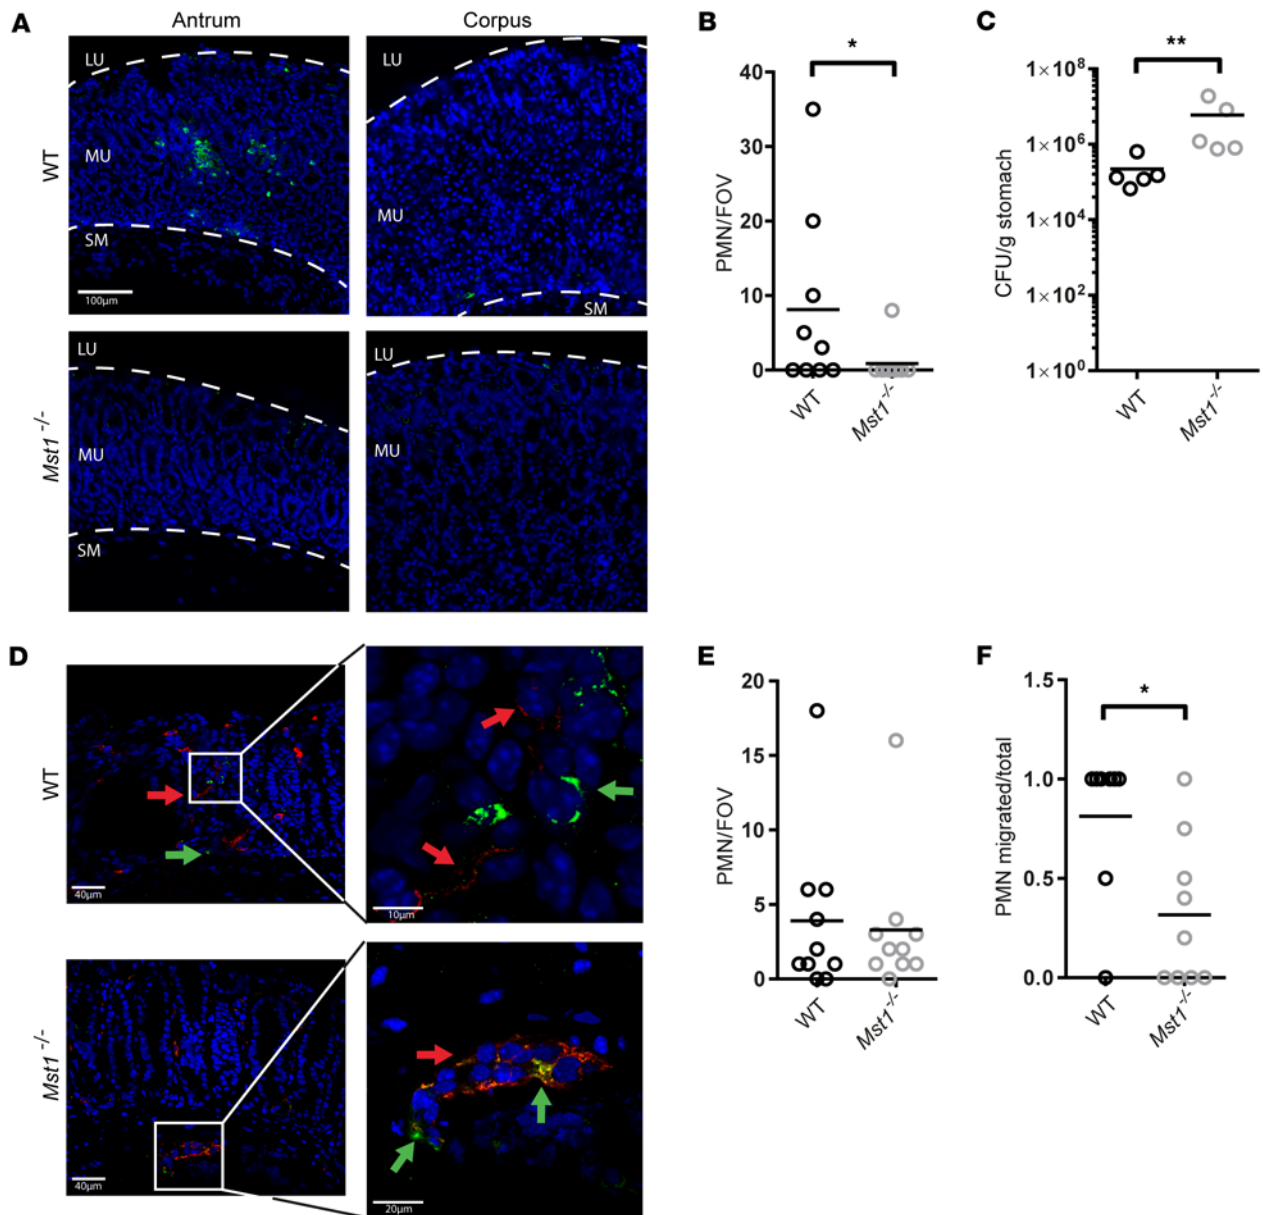 A
Antrum
Corpus
WT
LU
MU
SM
100µm
LU
MU
SM
Mst1 -/-
LU
MU
SM
LU
MU
B
*
PMN/FOV
40
30
20
10
0
WT
Mst1-/-
C
**
CFU/g stomach
1×10⁸
1×10⁶
1×10⁴
1×10²
1×10⁰
WT
Mst1-/-
D
WT
40µm
10µm
Mst1 -/-
40µm
20µm
E
PMN/FOV
20
15
10
5
0
WT
Mst1-/-
F
*
PMN migrated/total
1.5
1.0
0.5
0.0
WT
Mst1-/-